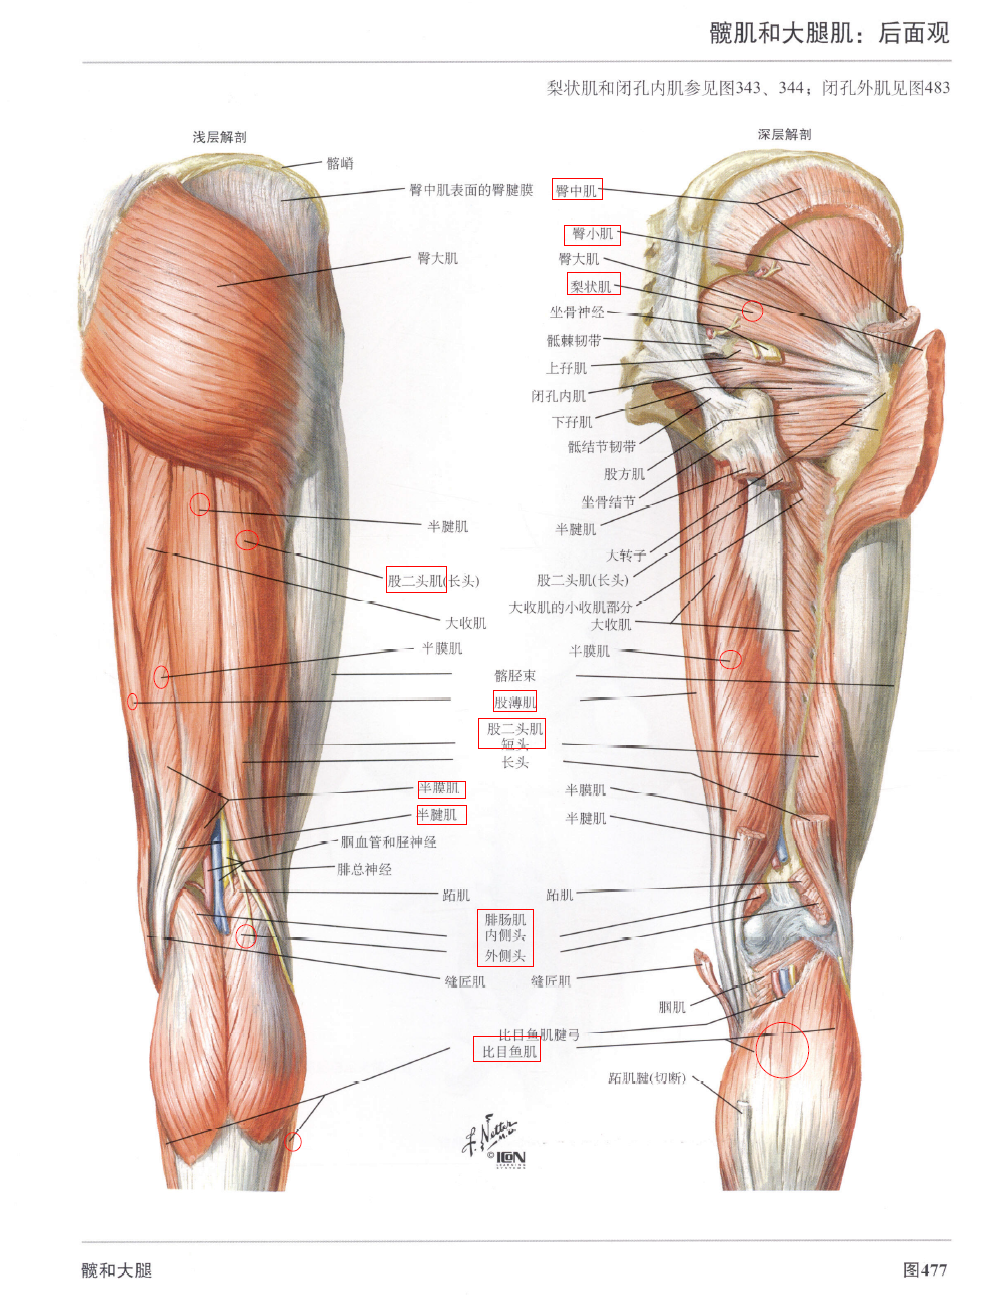 髋肌和大腿肌：后面观
梨状肌和闭孔内肌参见图343、344；闭孔外肌见图483
浅层解剖
深层解剖
髂嵴
臀中肌表面的臀腱膜
臀中肌
臀小肌
臀大肌
臀大肌
梨状肌
坐骨神经
骶棘韧带
上孖肌
闭孔内肌
下孖肌
骶结节韧带
股方肌
坐骨结节
半腱肌
半腱肌
大转子
股二头肌(长头)
股二头肌(长头)
大收肌的小收肌部分
大收肌
大收肌
半膜肌
半膜肌
髂胫束
股薄肌
股二头肌
短头
长头
半膜肌
半膜肌
半腱肌
半腱肌
腘血管和胫神经
腓总神经
跖肌
跖肌
腓肠肌
内侧头
外侧头
缝匠肌
缝匠肌
腘肌
比目鱼肌腱弓
比目鱼肌
跖肌腱(切断)
F. Netter
M.D.
© ICON
LEARNING
SYSTEMS
髋和大腿
图477